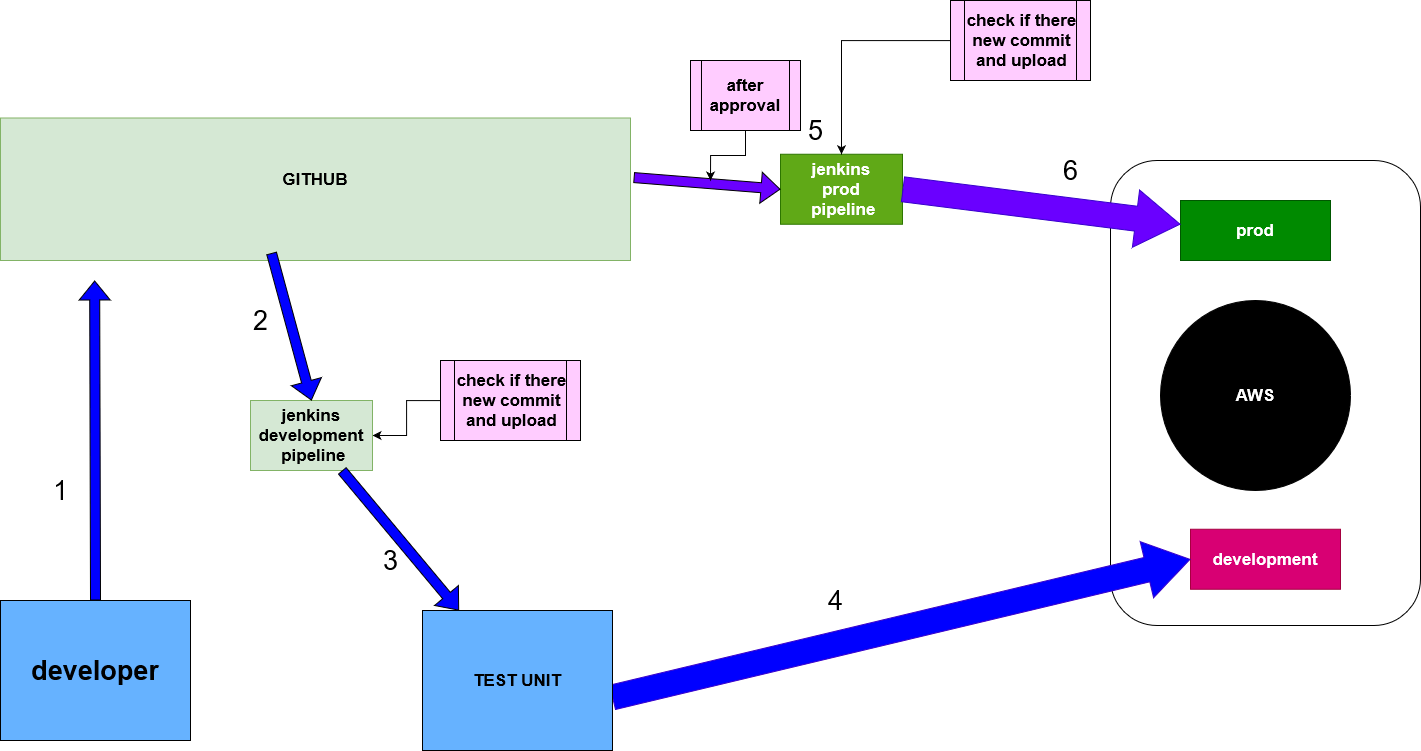 check if there
new commit
and upload
after
approval
5
GITHUB
jenkins
prod
pipeline
6
prod
2
check if there
new commit
and upload
jenkins
development
pipeline
AWS
1
3
development
4
developer
TEST UNIT